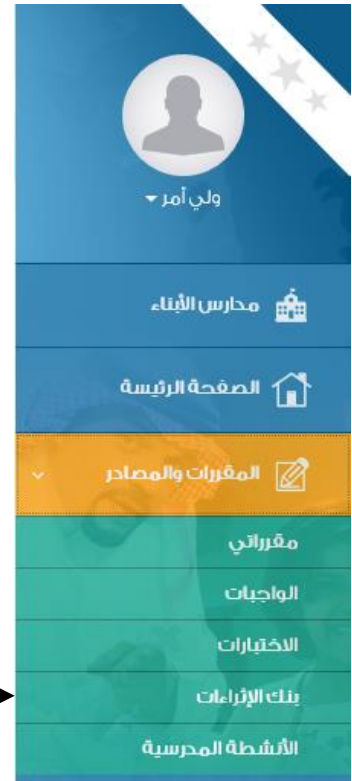 ولي أمر
مدارس الأبناء
الصفحة الرئيسة
المقررات والمصادر
مقرراتي
الواجبات
الاختبارات
بنك الإثراءات
الأنشطة المدرسية